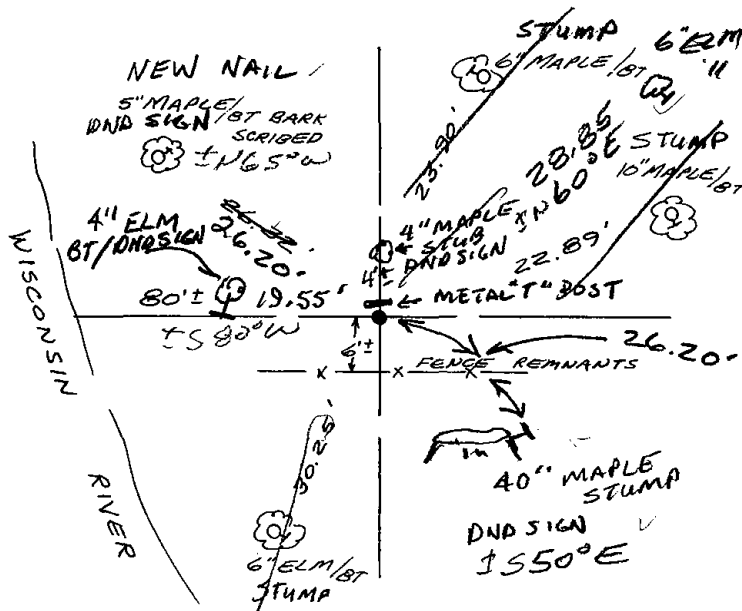 STUMP
6" MAPLE/BT
6" ELM
"
NEW NAIL
5" MAPLE/
DND SIGN/BT BARK
SCRIBED
±N65°W
23.90'
28.85
±N60°E
STUMP
10" MAPLE/BT
4" ELM
BT/DNDSIGN
26.20'
4" MAPLE
STUB
DND SIGN
4'±
22.89'
METAL "T" POST
80'±
19.55'
±S80°W
6'±
26.20'
FENCE REMNANTS
WISCONSIN
RIVER
30.25'
40" MAPLE
STUMP
DND SIGN
±S50°E
6" ELM/BT
STUMP